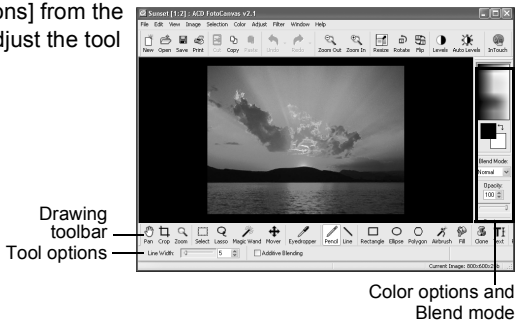 ons] from the
djust the tool
Sunset [1:2] : ACD FotoCanvas v2.1
File Edit View Image Selection Color Adjust Filter Window Help
New Open Save Print Cut Copy Paste Undo Redo Zoom Out Zoom In Resize Rotate Flip Levels Auto Levels InTouch
Blend Mode:
Normal
Opacity:
100
Drawing
toolbar
Pan Crop Zoom Select Lasso Magic Wand Mover Eyedropper Pencil Line Rectangle Ellipse Polygon Airbrush Fill Clone Text
Tool options
Line Width: 5 Additive Blending
Color options and
Blend mode